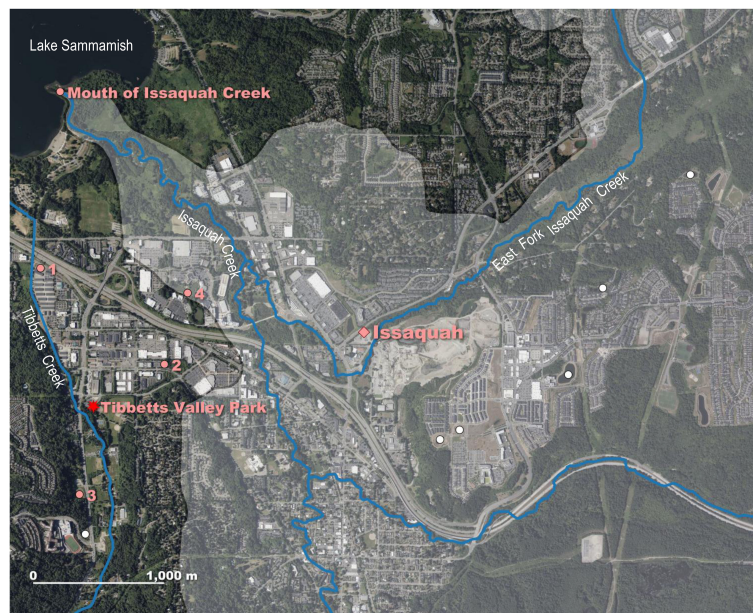 Lake Sammamish
Mouth of Issaquah Creek
Issaquah Creek
East Fork Issaquah Creek
1
4
Tibbetts Creek
Issaquah
2
Tibbetts Valley Park
3
0 1,000 m